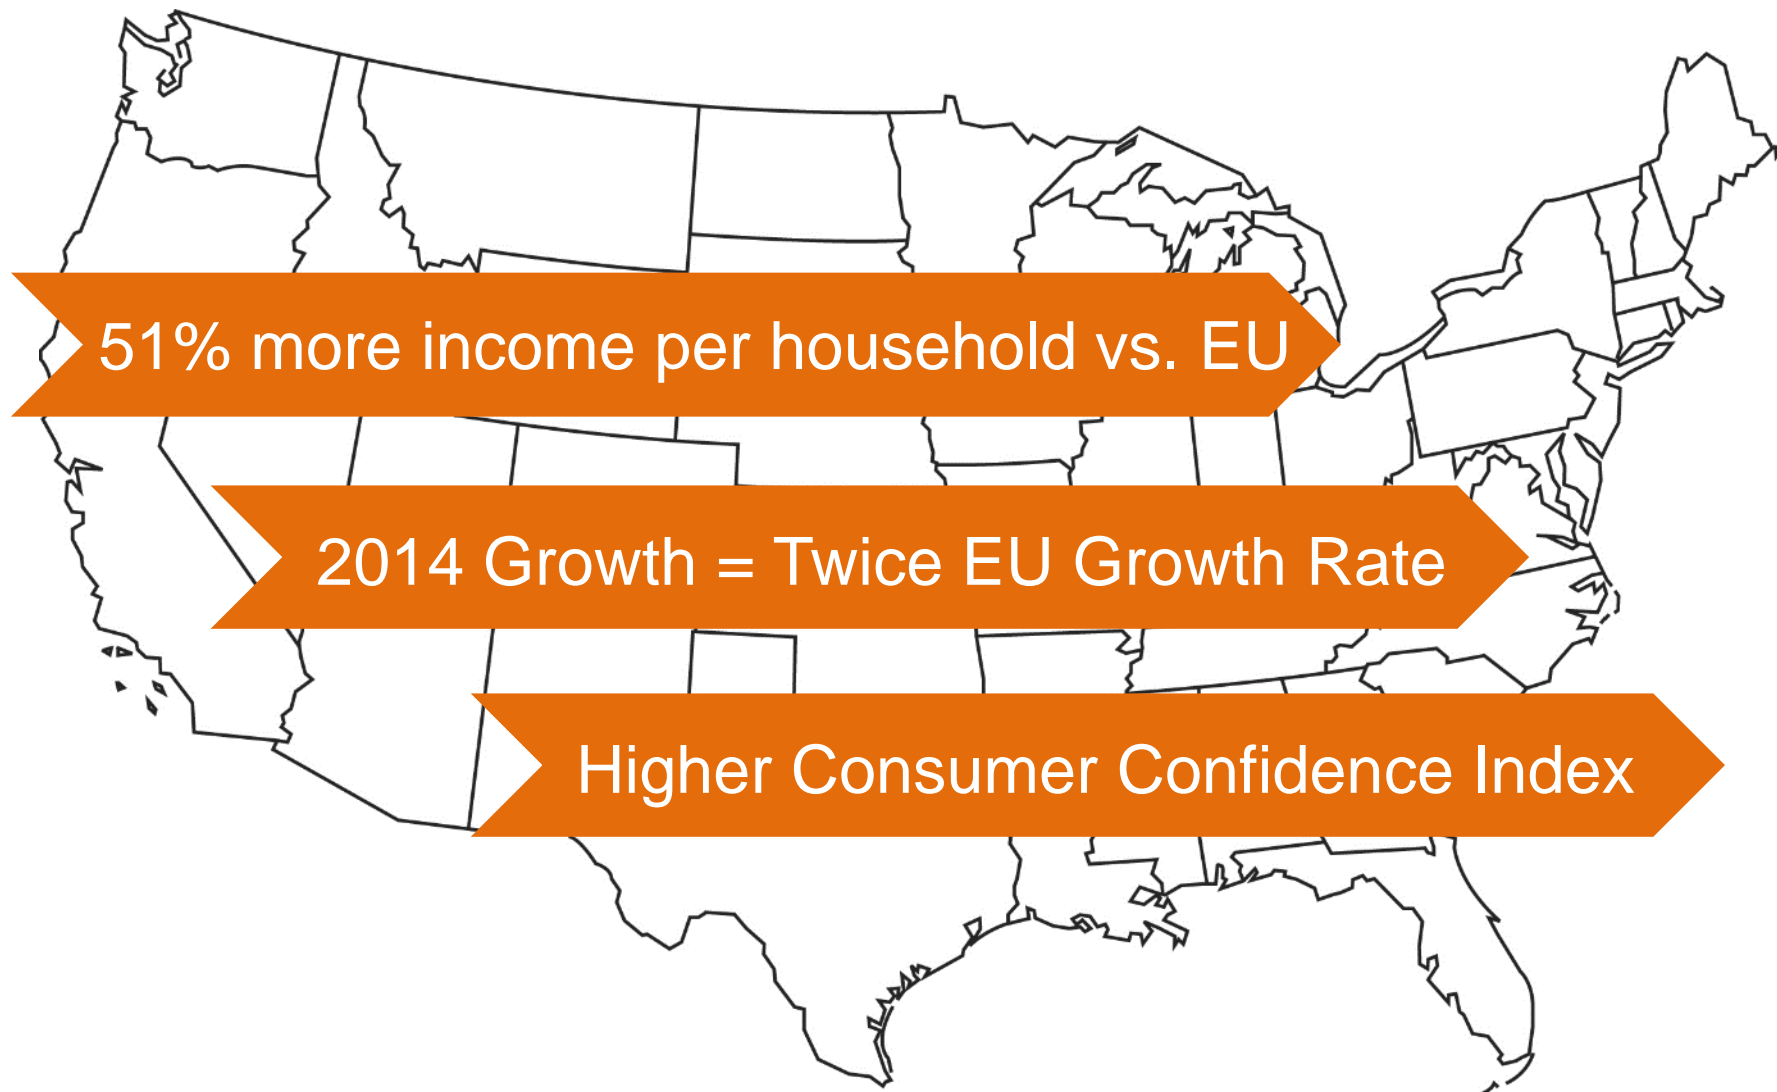 51% more income per household vs. EU
2014 Growth = Twice EU Growth Rate
Higher Consumer Confidence Index